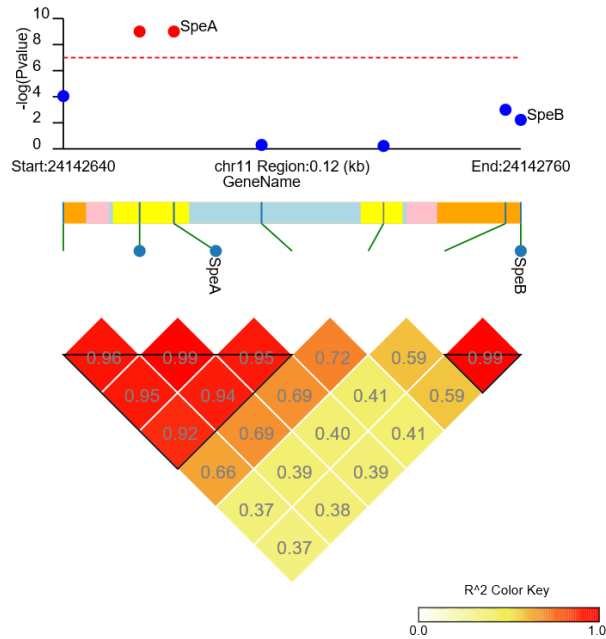 10
8
6
4
2
0
-log(Pvalue)
SpeA
SpeB
Start:24142640
chr11 Region:0.12 (kb)
End:24142760
GeneName
SpeA
SpeB
0.96 0.99 0.95 0.72 0.59 0.99
0.95 0.94 0.69 0.41 0.59
0.92 0.69 0.40 0.41
0.66 0.39 0.39
0.37 0.38
0.37
R^2 Color Key
0.0 1.0